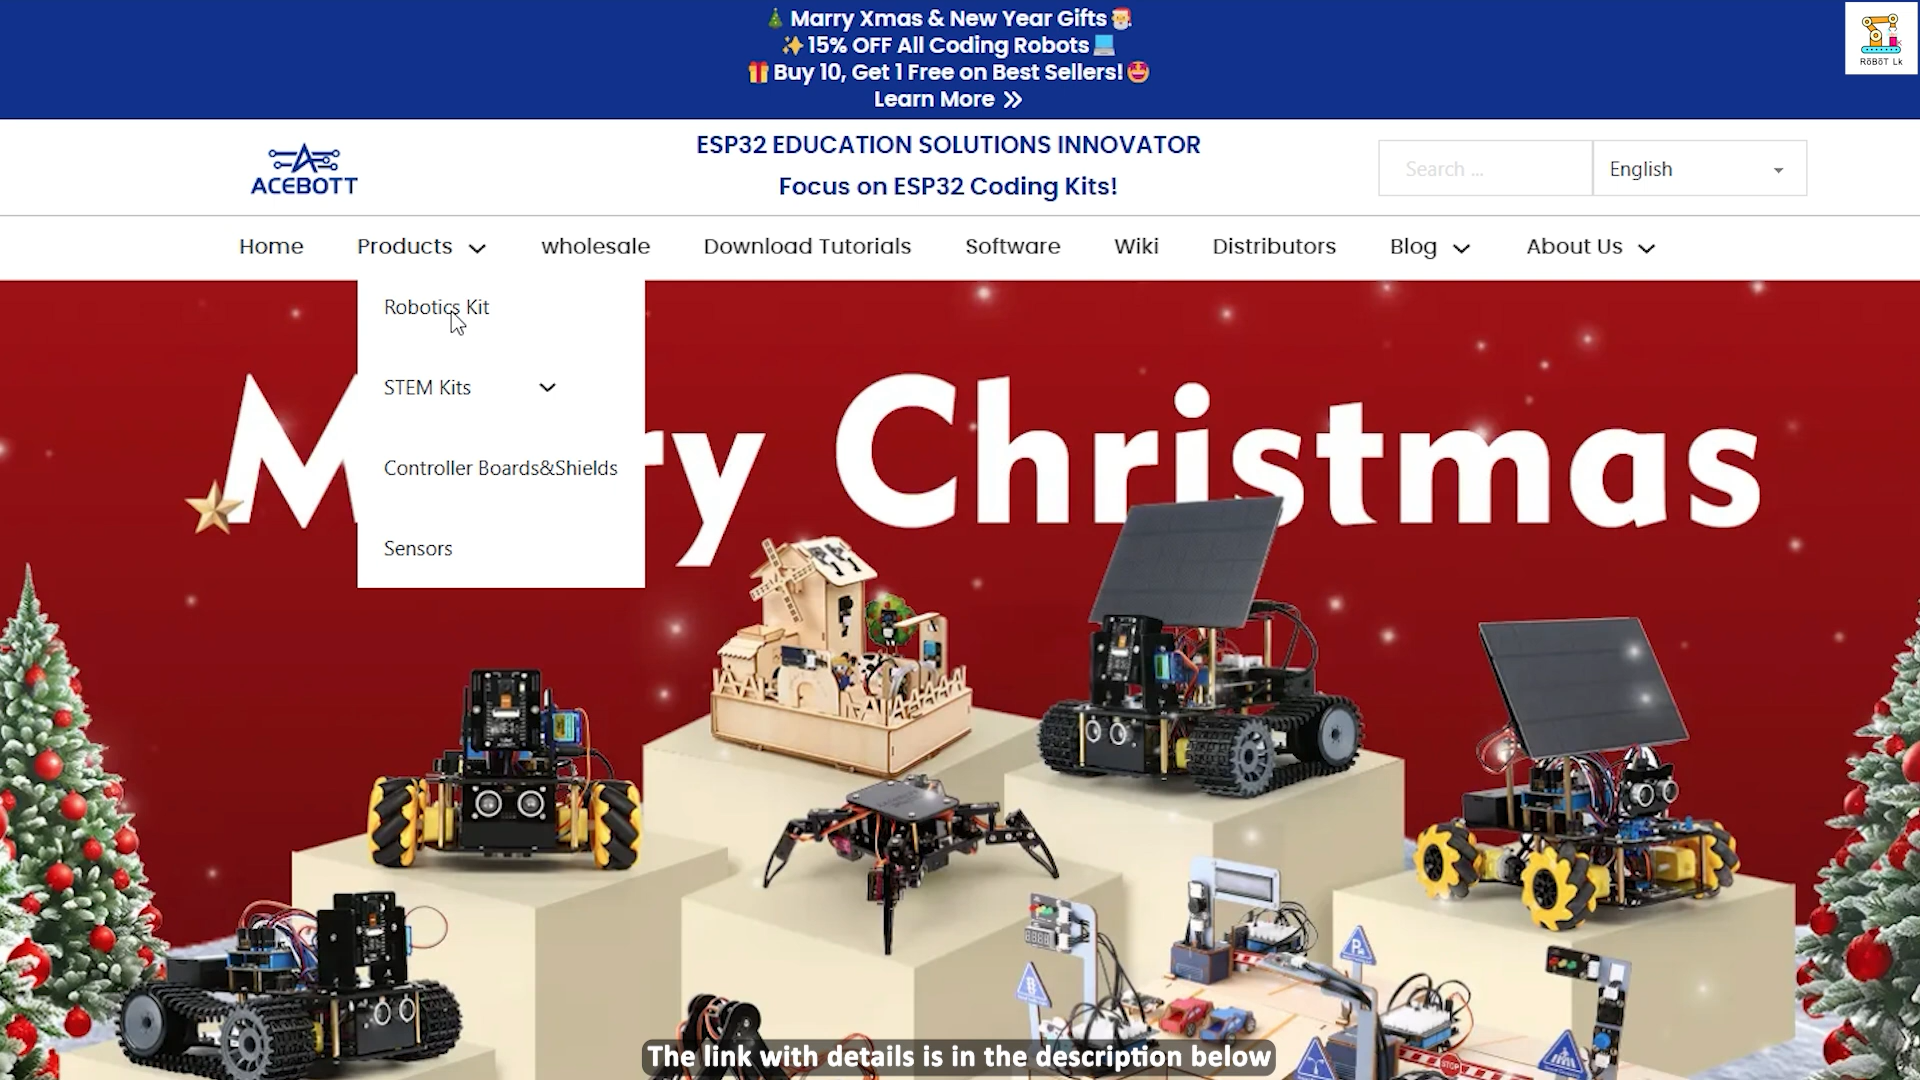 Marry Xmas & New Year Gifts
15% OFF All Coding Robots
Buy 10, Get 1 Free on Best Sellers!
Learn More
RöBöT Lk
ACEBOTT
ESP32 EDUCATION SOLUTIONS INNOVATOR
Focus on ESP32 Coding Kits!
Search ...
English
Home
Products
wholesale
Download Tutorials
Software
Wiki
Distributors
Blog
About Us
Robotics Kit
STEM Kits
Controller Boards&Shields
Sensors
M ry Christmas
P
STOP
The link with details is in the description below